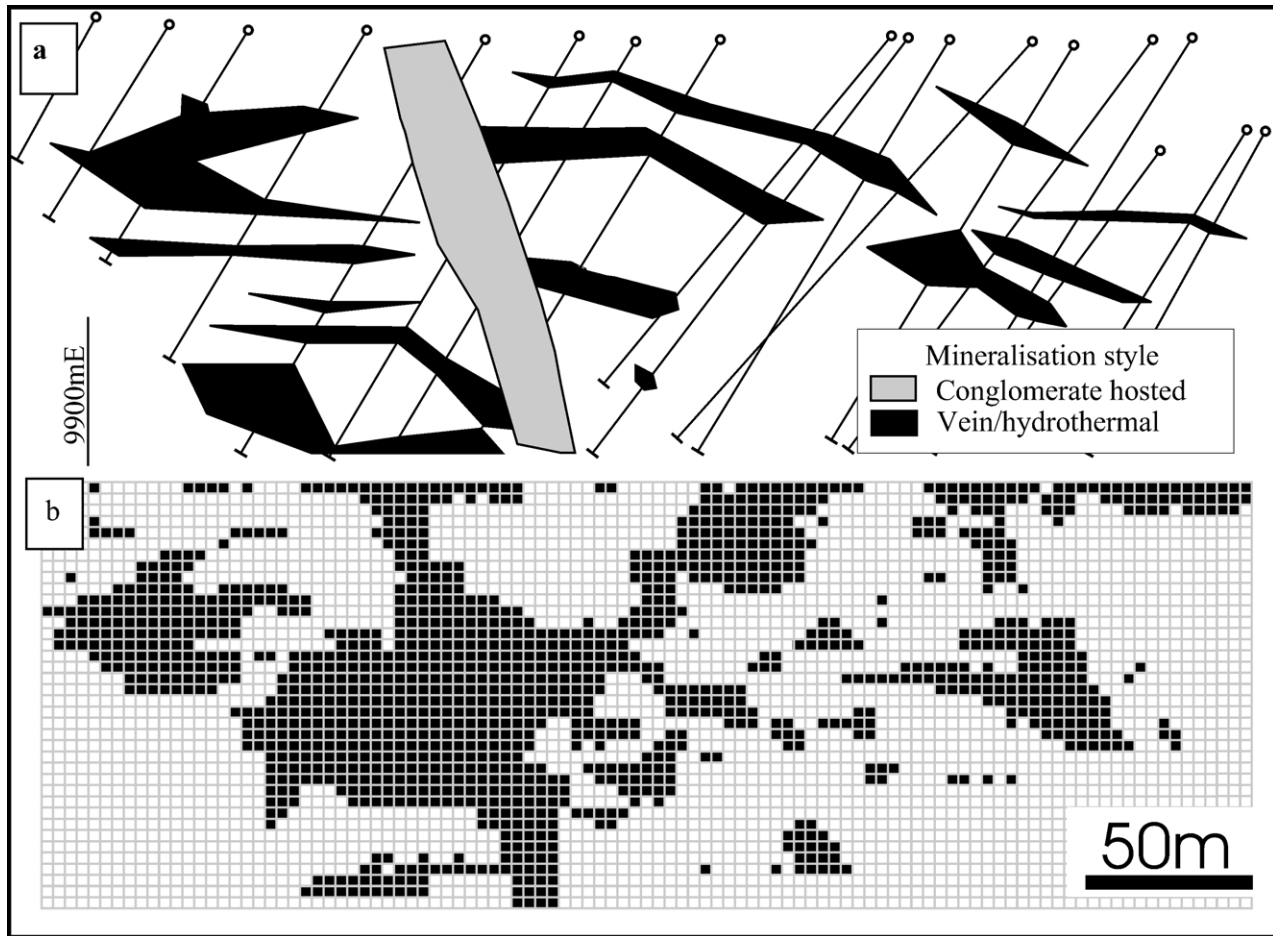 a
9900mE
Mineralisation style
Conglomerate hosted
Vein/hydrothermal
b
50m